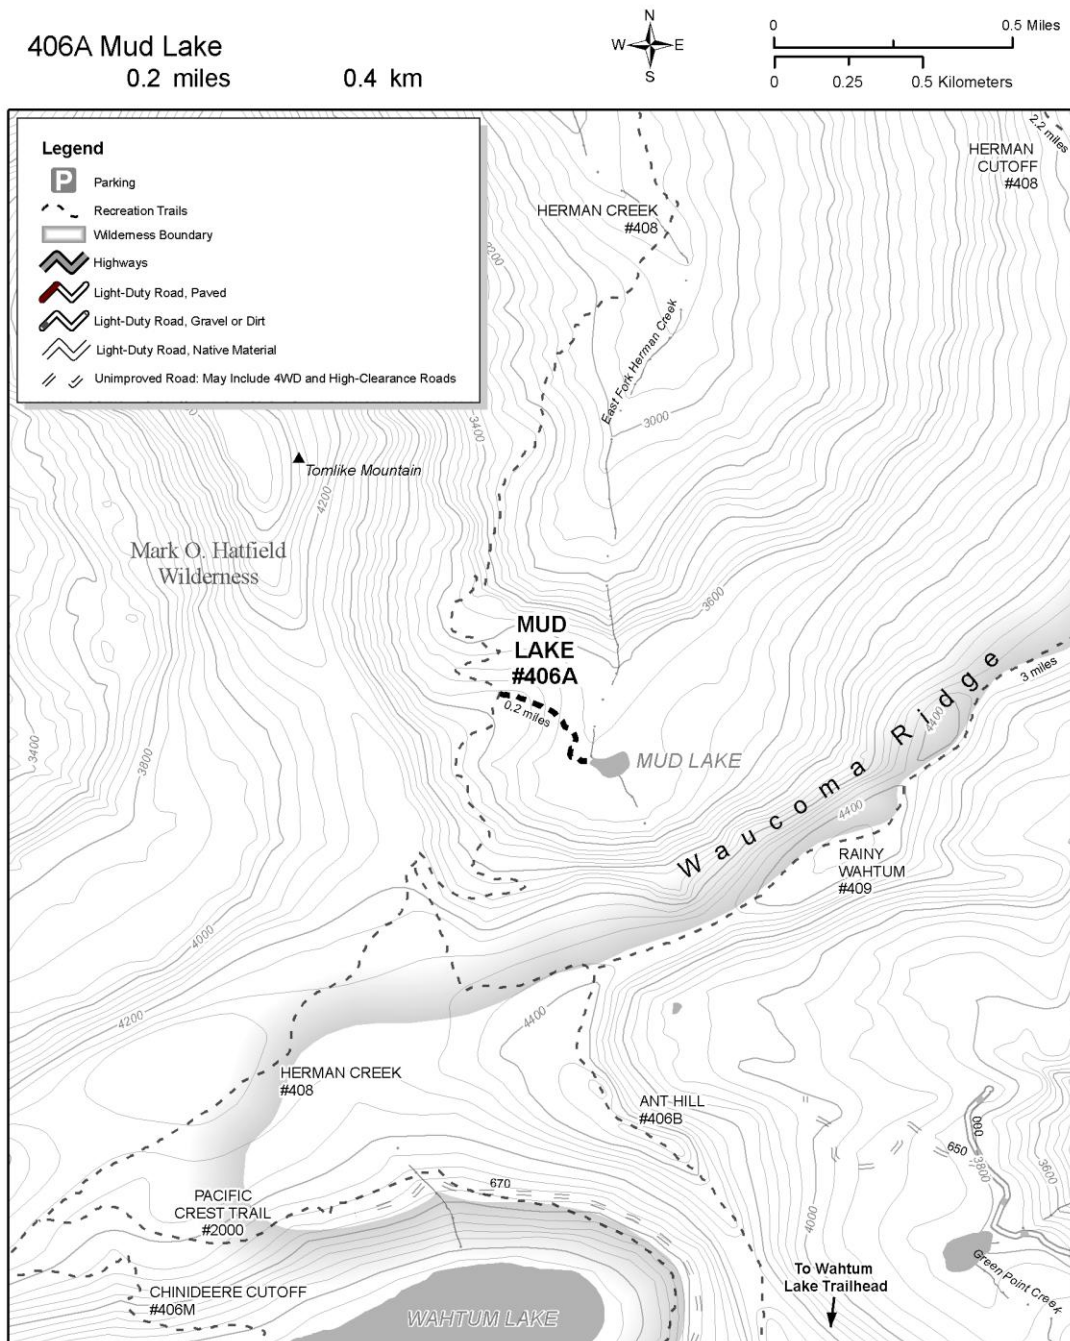 406A Mud Lake
0.2 miles 0.4 km
N
W E
S
0 0.5 Miles
0 0.25 0.5 Kilometers
Legend
P Parking
Recreation Trails
Wilderness Boundary
Highways
Light-Duty Road, Paved
Light-Duty Road, Gravel or Dirt
Light-Duty Road, Native Material
Unimproved Road: May Include 4WD and High-Clearance Roads
2.2 miles
HERMAN
CUTOFF
#408
HERMAN CREEK
#408
East Fork Herman Creek
3400
3000
Tomlike Mountain
4200
Mark O. Hatfield
Wilderness
3600
MUD
LAKE
#406A
0.2 miles
Waucoma Ridge
3 miles
4400
3400
3800
MUD LAKE
4400
RAINY
WAHTUM
#409
4000
4200
4400
HERMAN CREEK
#408
ANT HILL
#406B
000
650
3800
3600
670
PACIFIC
CREST TRAIL
#2000
4000
Green Point Creek
To Wahtum
Lake Trailhead
CHINIDEERE CUTOFF
#406M
WAHTUM LAKE